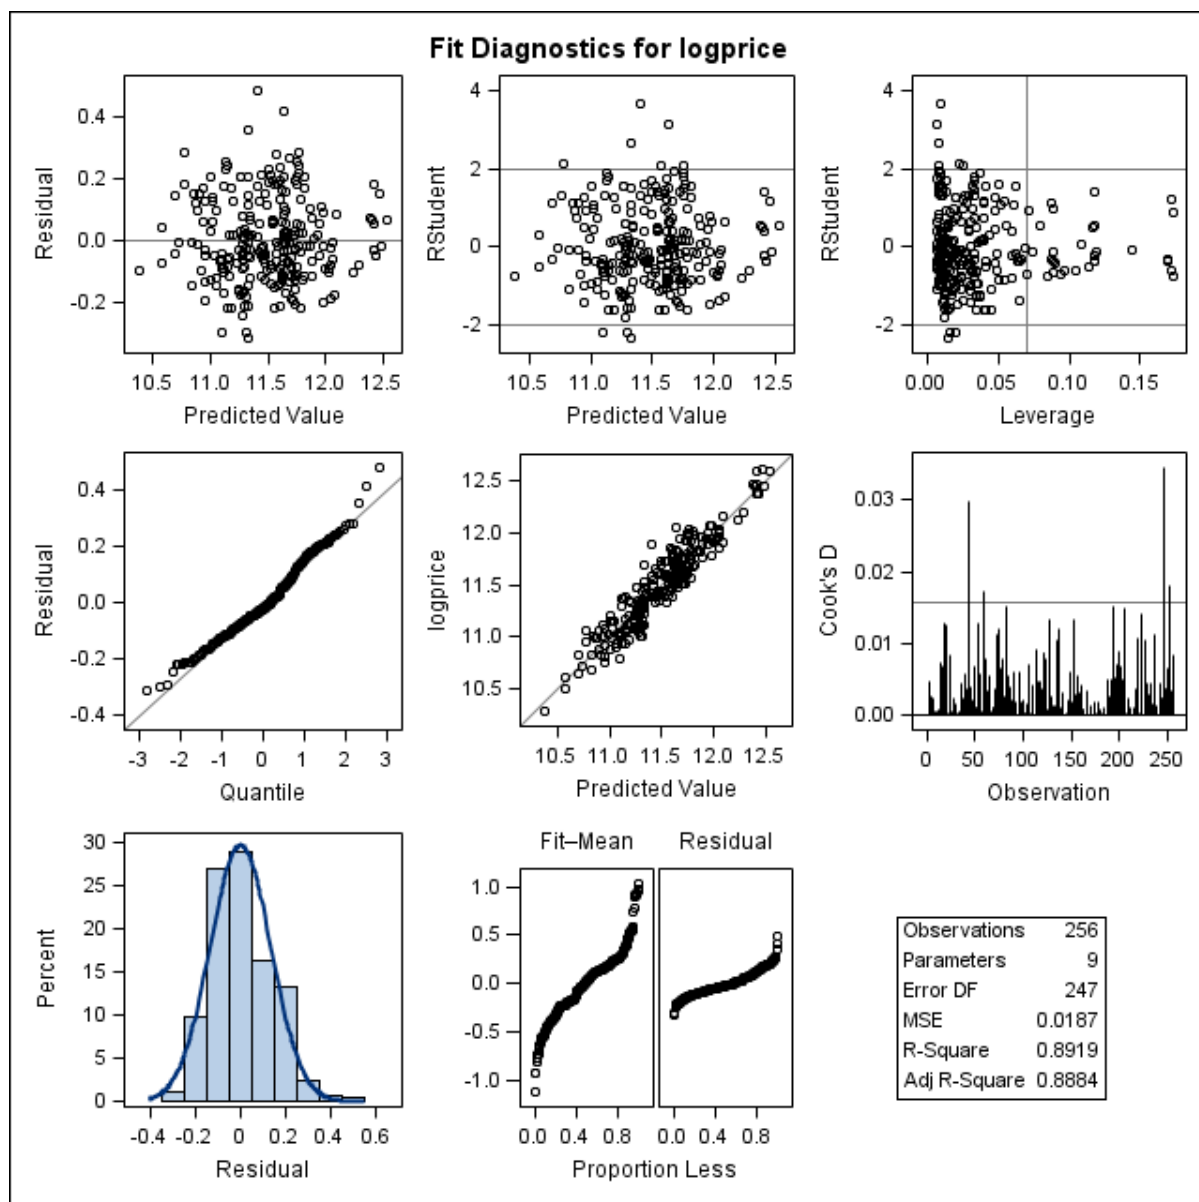 Fit Diagnostics for logprice
Residual
0.4
0.2
0.0
-0.2
10.5 11.0 11.5 12.0 12.5
Predicted Value
RStudent
4
2
0
-2
10.5 11.0 11.5 12.0 12.5
Predicted Value
RStudent
4
2
0
-2
0.00 0.05 0.10 0.15
Leverage
Residual
0.4
0.2
0.0
-0.2
-0.4
-3 -2 -1 0 1 2 3
Quantile
logprice
12.5
12.0
11.5
11.0
10.5
10.5 11.0 11.5 12.0 12.5
Predicted Value
Cook's D
0.03
0.02
0.01
0.00
0 50 100 150 200 250
Observation
Percent
30
25
20
15
10
5
0
-0.4 -0.2 0 0.2 0.4 0.6
Residual
Fit–Mean Residual
1.0
0.5
0.0
-0.5
-1.0
0.0 0.4 0.8 0.0 0.4 0.8
Proportion Less
Observations 256
Parameters 9
Error DF 247
MSE 0.0187
R-Square 0.8919
Adj R-Square 0.8884